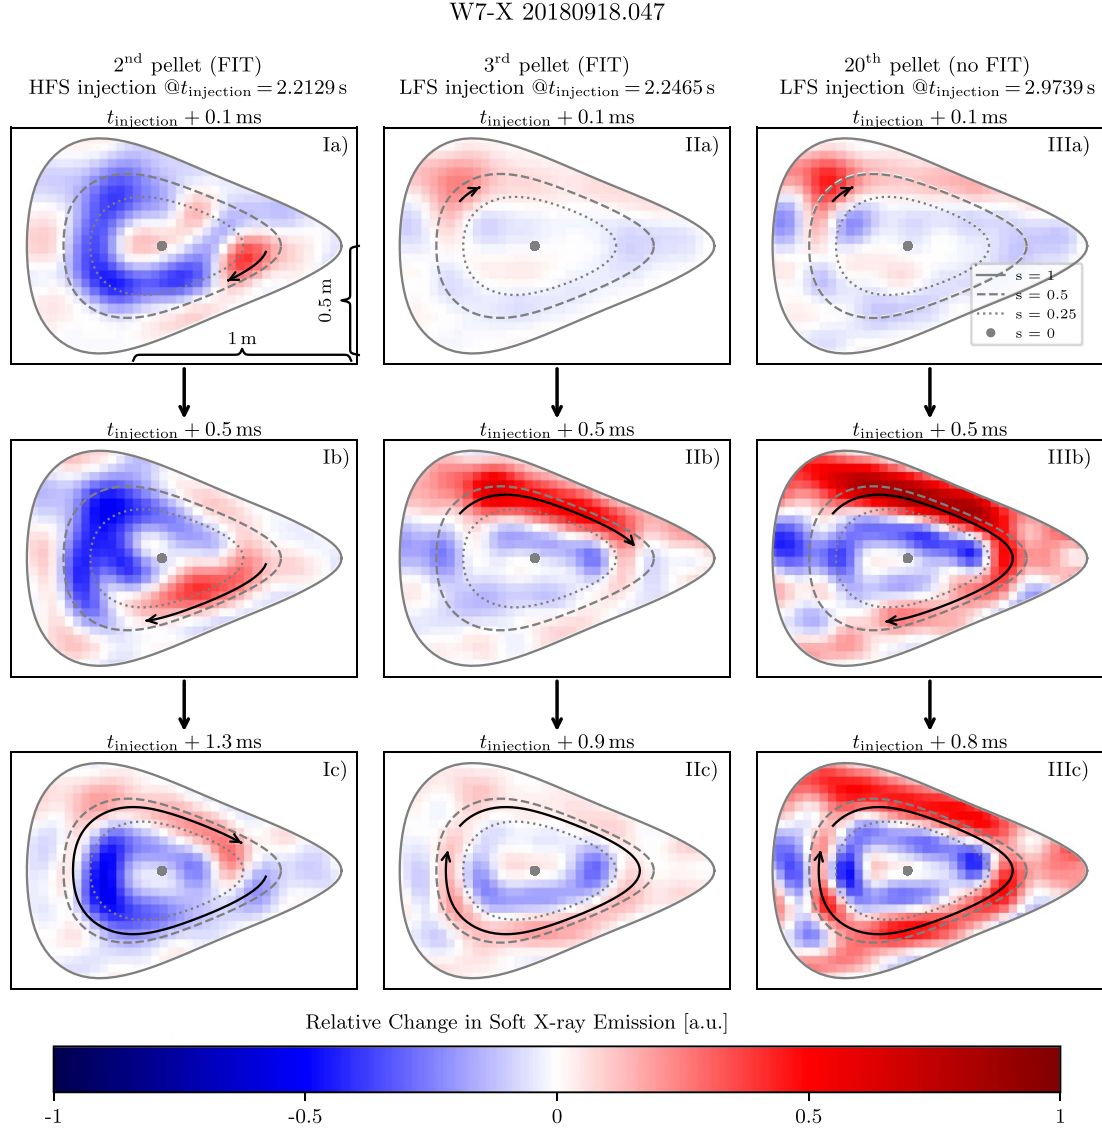 W7-X 20180918.047
2nd pellet (FIT)
HFS injection @tinjection = 2.2129 s
3rd pellet (FIT)
LFS injection @tinjection = 2.2465 s
20th pellet (no FIT)
LFS injection @tinjection = 2.9739 s
tinjection + 0.1 ms
tinjection + 0.1 ms
tinjection + 0.1 ms
Ia)
IIa)
IIIa)
0.5 m
1 m
s = 1
s = 0.5
s = 0.25
s = 0
tinjection + 0.5 ms
tinjection + 0.5 ms
tinjection + 0.5 ms
Ib)
IIb)
IIIb)
tinjection + 1.3 ms
tinjection + 0.9 ms
tinjection + 0.8 ms
Ic)
IIc)
IIIc)
Relative Change in Soft X-ray Emission [a.u.]
-1 -0.5 0 0.5 1